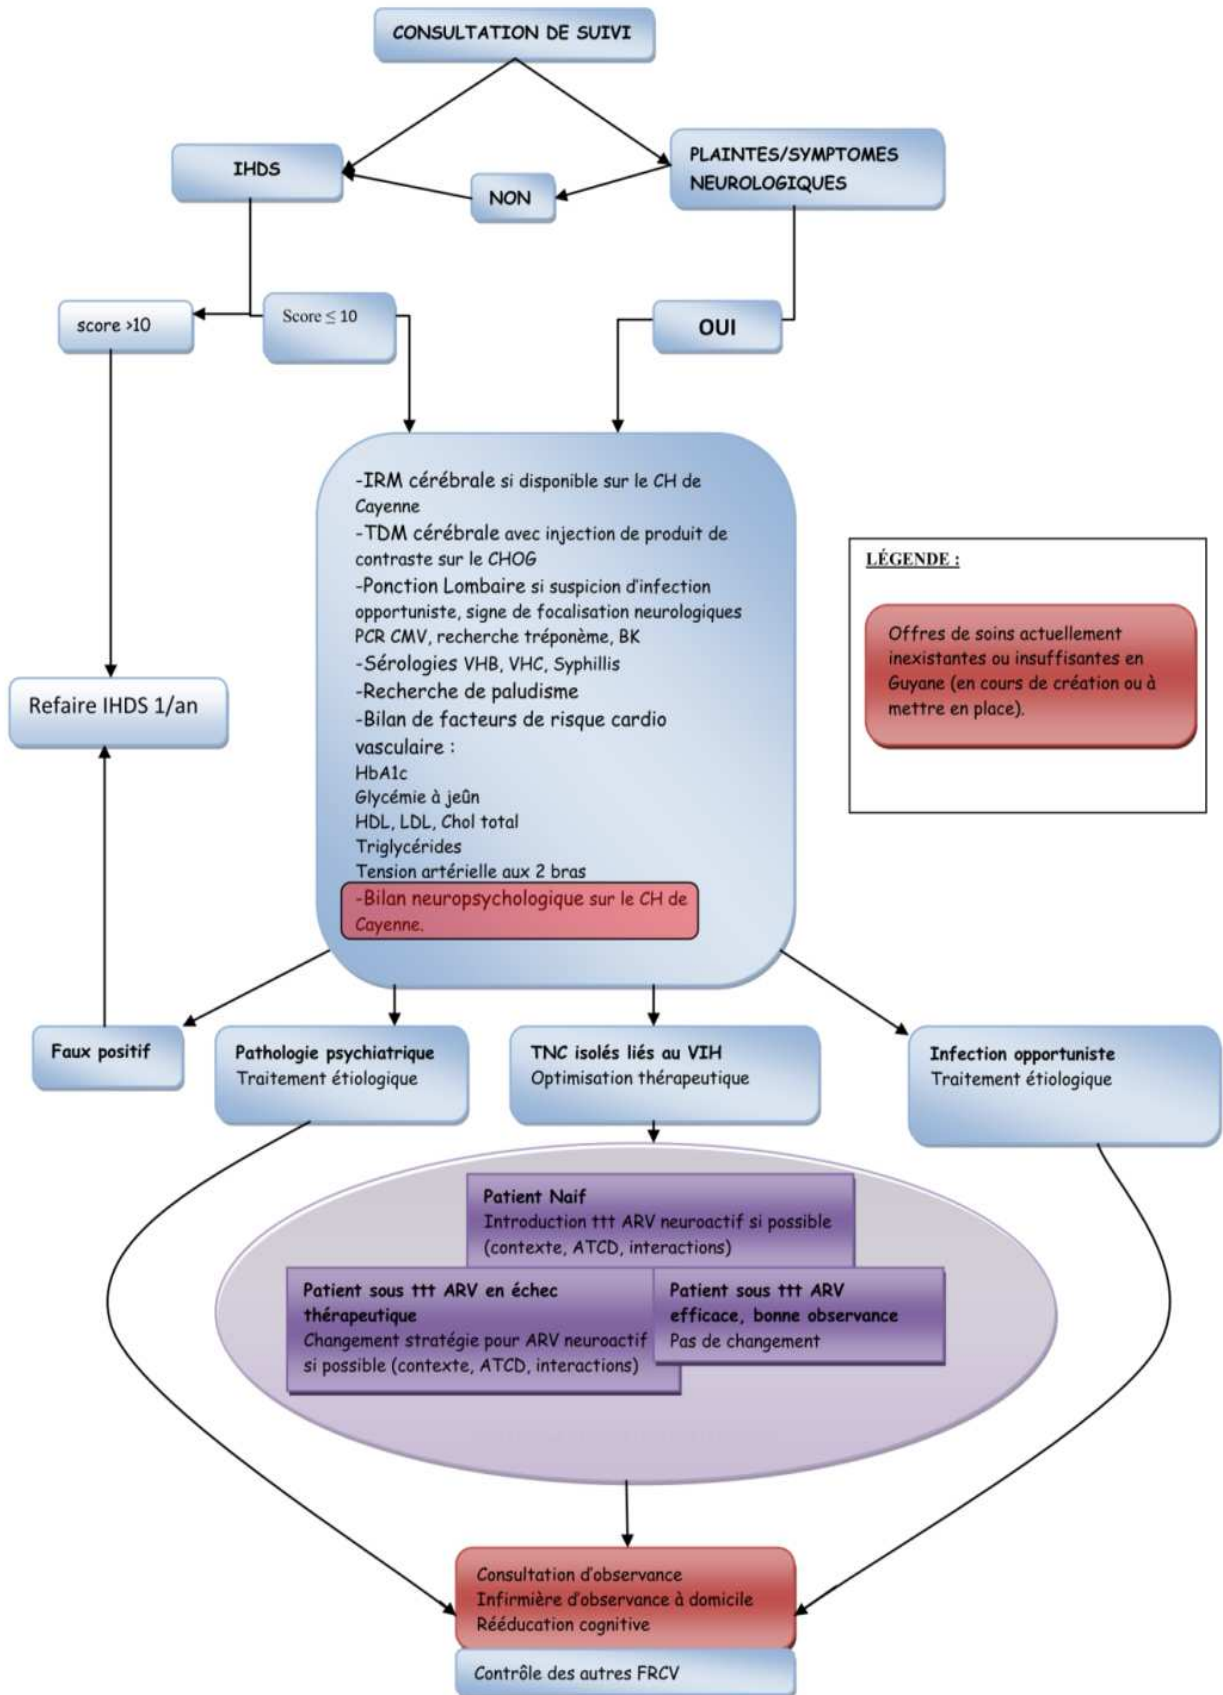 CONSULTATION DE SUIVI
IHDS
NON
PLAINTES/SYMPTOMES
NEUROLOGIQUES
score >10
Score ≤ 10
OUI
-IRM cérébrale si disponible sur le CH de
Cayenne
-TDM cérébrale avec injection de produit de
contraste sur le CHOG
-Ponction Lombaire si suspicion d'infection
opportuniste, signe de focalisation neurologiques
PCR CMV, recherche tréponème, BK
-Sérologies VHB, VHC, Syphillis
-Recherche de paludisme
-Bilan de facteurs de risque cardio
vasculaire :
HbA1c
Glycémie à jeûn
HDL, LDL, Chol total
Triglycérides
Tension artérielle aux 2 bras
-Bilan neuropsychologique sur le CH de
Cayenne.
LÉGENDE :
Offres de soins actuellement
inexistantes ou insuffisantes en
Guyane (en cours de création ou à
mettre en place).
Refaire IHDS 1/an
Faux positif
Pathologie psychiatrique
Traitement étiologique
TNC isolés liés au VIH
Optimisation thérapeutique
Infection opportuniste
Traitement étiologique
Patient Naif
Introduction ttt ARV neuroactif si possible
(contexte, ATCD, interactions)
Patient sous ttt ARV en échec
thérapeutique
Changement stratégie pour ARV neuroactif
si possible (contexte, ATCD, interactions)
Patient sous ttt ARV
efficace, bonne observance
Pas de changement
Consultation d'observance
Infirmière d'observance à domicile
Rééducation cognitive
Contrôle des autres FRCV